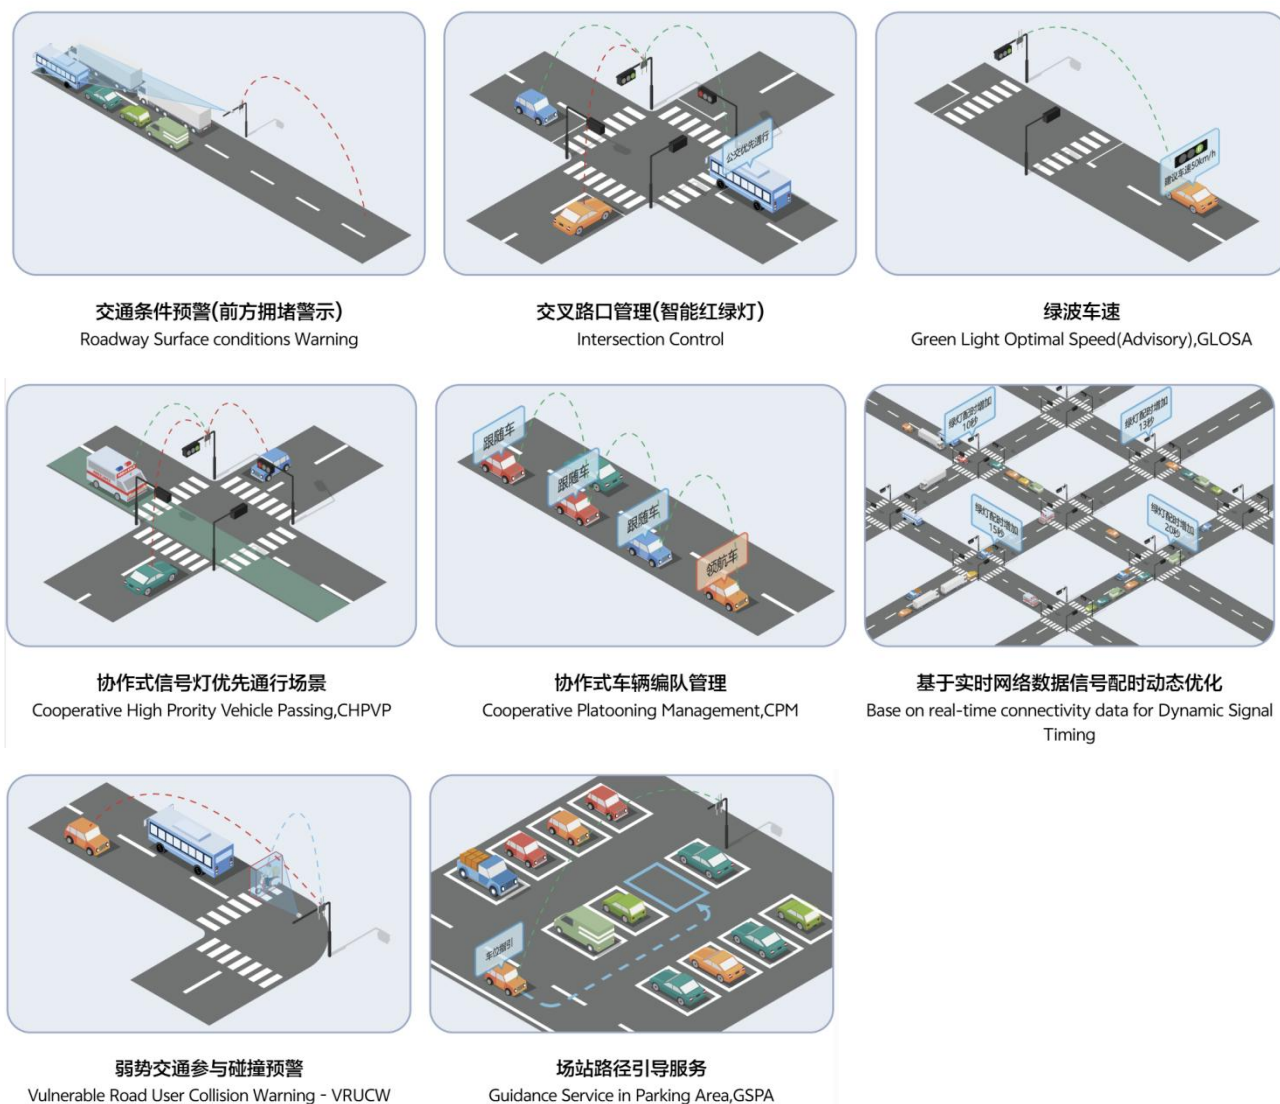 公交优先通行
建议车速50km/h
交通条件预警(前方拥堵警示)
Roadway Surface conditions Warning
交叉路口管理(智能红绿灯)
Intersection Control
绿波车速
Green Light Optimal Speed(Advisory),GLOSA
跟随车
跟随车
跟随车
领航车
绿灯配时增加
10秒
绿灯配时增加
13秒
绿灯配时增加
15秒
绿灯配时增加
20秒
协作式信号灯优先通行场景
Cooperative High Prority Vehicle Passing,CHPVP
协作式车辆编队管理
Cooperative Platooning Management,CPM
基于实时网络数据信号配时动态优化
Base on real-time connectivity data for Dynamic Signal
Timing
车位指引
弱势交通参与碰撞预警
Vulnerable Road User Collision Warning - VRUCW
场站路径引导服务
Guidance Service in Parking Area,GSPA